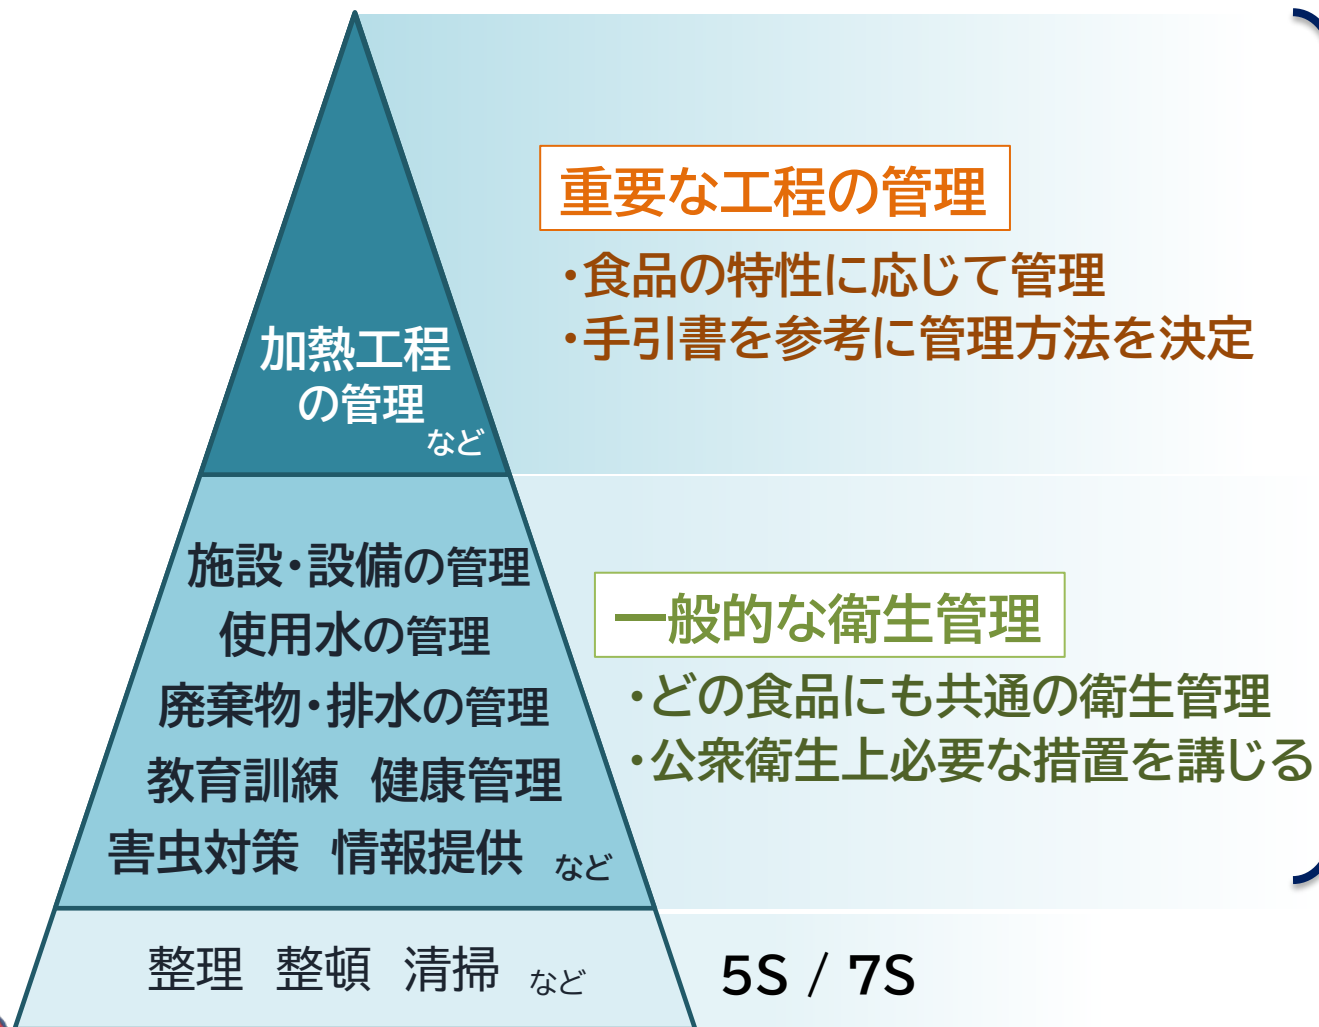 重要な工程の管理
・食品の特性に応じて管理
・手引書を参考に管理方法を決定
加熱工程
の管理
など
施設・設備の管理
使用水の管理
廃棄物・排水の管理
教育訓練 健康管理
害虫対策 情報提供 など
一般的な衛生管理
・どの食品にも共通の衛生管理
・公衆衛生上必要な措置を講じる
整理 整頓 清掃 など
5S / 7S